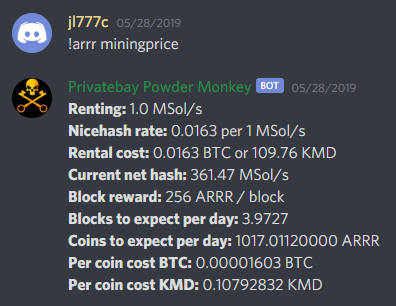 jl777c 05/28/2019
!arrr miningprice
Privatebay Powder Monkey BOT 05/28/2019
Renting: 1.0 MSol/s
Nicehash rate: 0.0163 per 1 MSol/s
Rental cost: 0.0163 BTC or 109.76 KMD
Current net hash: 361.47 MSol/s
Block reward: 256 ARRR / block
Blocks to expect per day: 3.9727
Coins to expect per day: 1017.01120000 ARRR
Per coin cost BTC: 0.00001603 BTC
Per coin cost KMD: 0.10792832 KMD